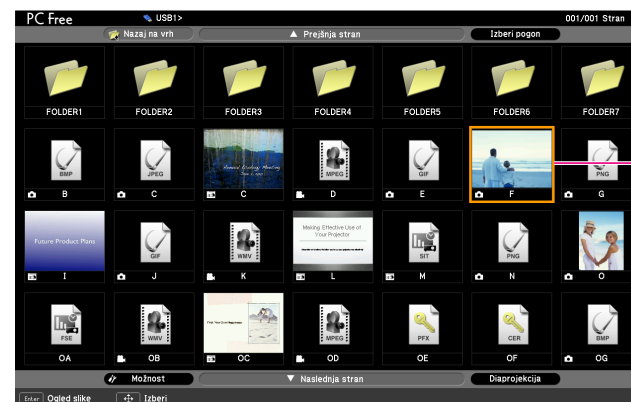 PC Free USB1> 001/001 Stran
Nazaj na vrh Prejšnja stran Izberi pogon
FOLDER1 FOLDER2 FOLDER3 FOLDER4 FOLDER5 FOLDER6 FOLDER7
BMP JPEG MPEG GIF PNG
B C C D E F G
Future Product Plans GIF WMV Making Effective Use of
Your Projector SIT PNG
I J K L M N O
FSE WMV MPEG PFX CER BMP
OA OB OC OD OE OF OG
Možnost Naslednja stran Diaprojekcija
Enter Ogled slike Izberi